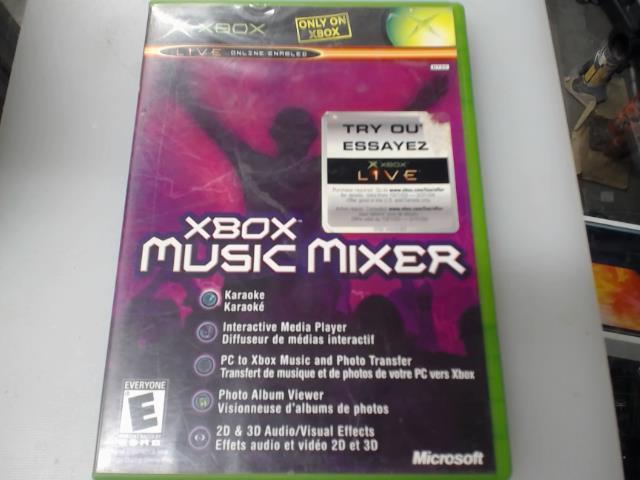 XBOX
ONLY ON
XBOX
LIVE ONLINE ENABLED
TRY OU
ESSAYEZ
XBOX
LIVE
XBOX
MUSIC MIXER
Karaoke
Karaoké
Interactive Media Player
Diffuseur de médias interactif
PC to Xbox Music and Photo Transfer
Transfert de musique et de photos de votre PC vers Xbox
Photo Album Viewer
Visionneuse d'albums de photos
2D & 3D Audio/Visual Effects
Effets audio et vidéo 2D et 3D
EVERYONE
E
ESRB
Microsoft